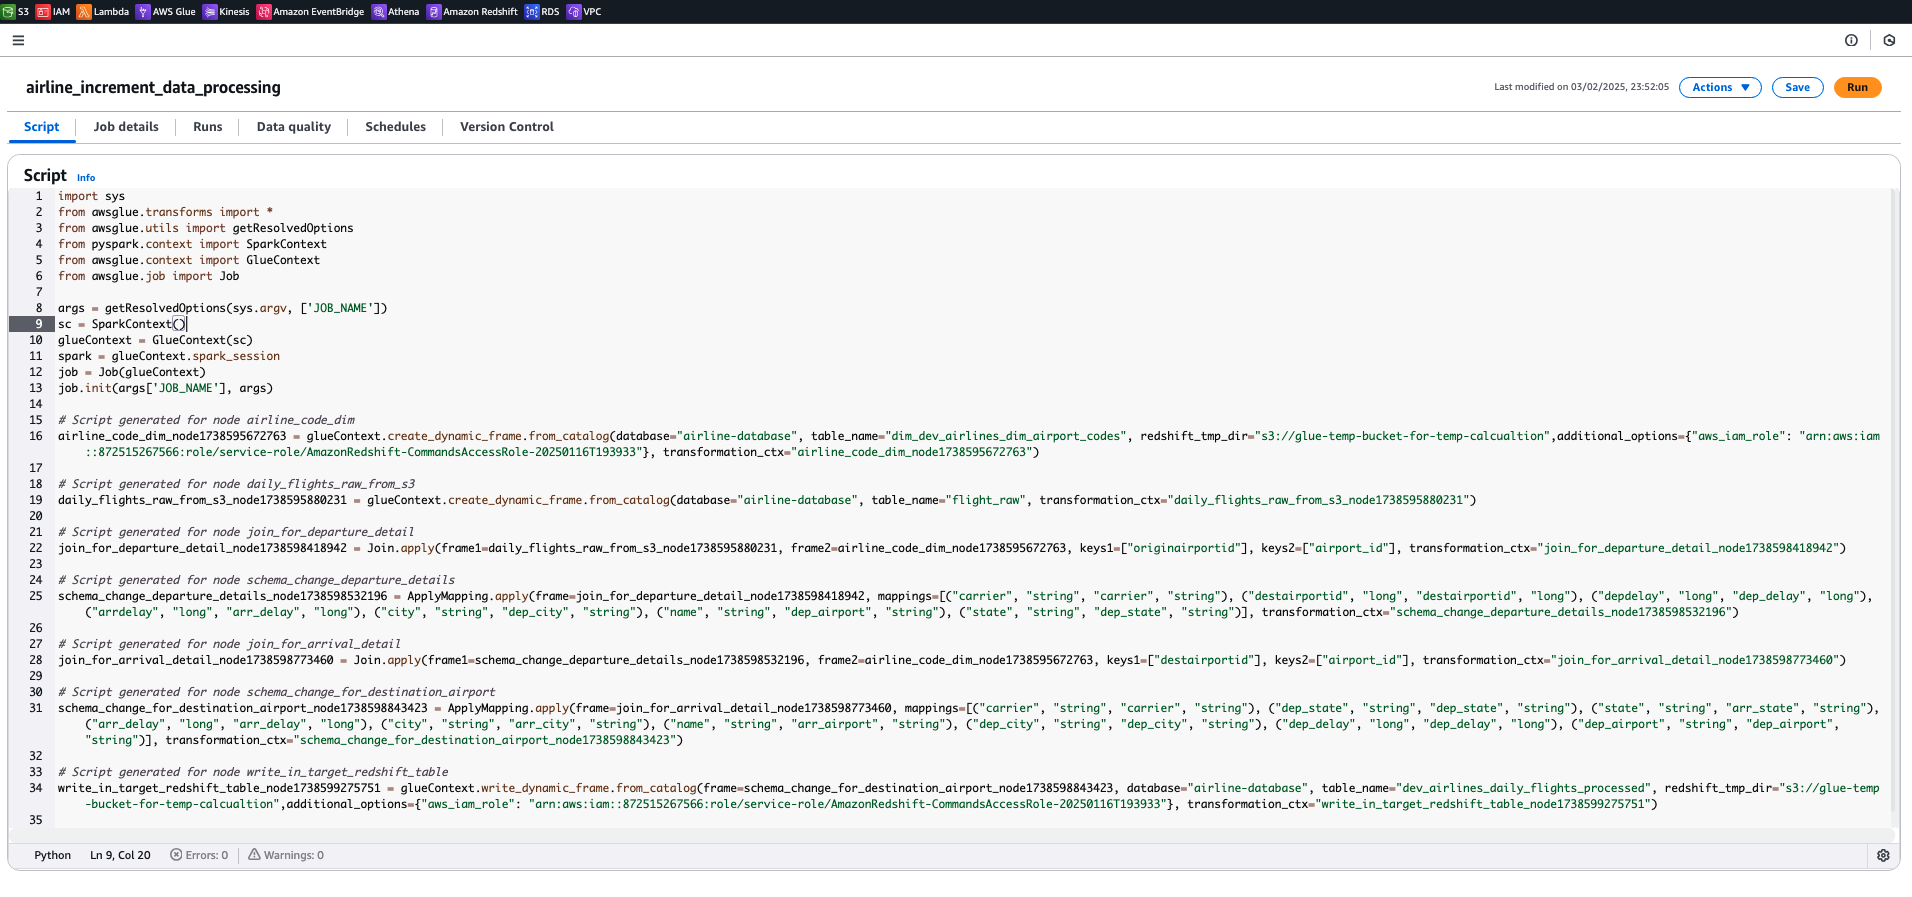 S3 IAM Lambda AWS Glue Kinesis Amazon EventBridge Athena Amazon Redshift RDS VPC
airline_increment_data_processing
Last modified on 03/02/2025, 23:52:05 Actions Save Run
Script Job details Runs Data quality Schedules Version Control
Script Info
1 import sys
2 from awsglue.transforms import *
3 from awsglue.utils import getResolvedOptions
4 from pyspark.context import SparkContext
5 from awsglue.context import GlueContext
6 from awsglue.job import Job
7
8 args = getResolvedOptions(sys.argv, ['JOB_NAME'])
9 sc = SparkContext()
10 glueContext = GlueContext(sc)
11 spark = glueContext.spark_session
12 job = Job(glueContext)
13 job.init(args['JOB_NAME'], args)
14
15 # Script generated for node airline_code_dim
16 airline_code_dim_node1738595672763 = glueContext.create_dynamic_frame.from_catalog(database="airline-database", table_name="dim_dev_airlines_dim_airport_codes", redshift_tmp_dir="s3://glue-temp-bucket-for-temp-calcualtion",additional_options={"aws_iam_role": "arn:aws:iam
::872515267566:role/service-role/AmazonRedshift-CommandsAccessRole-20250116T193933"}, transformation_ctx="airline_code_dim_node1738595672763")
17
18 # Script generated for node daily_flights_raw_from_s3
19 daily_flights_raw_from_s3_node1738595880231 = glueContext.create_dynamic_frame.from_catalog(database="airline-database", table_name="flight_raw", transformation_ctx="daily_flights_raw_from_s3_node1738595880231")
20
21 # Script generated for node join_for_departure_detail
22 join_for_departure_detail_node1738598418942 = Join.apply(frame1=daily_flights_raw_from_s3_node1738595880231, frame2=airline_code_dim_node1738595672763, keys1=["originairportid"], keys2=["airport_id"], transformation_ctx="join_for_departure_detail_node1738598418942")
23
24 # Script generated for node schema_change_departure_details
25 schema_change_departure_details_node1738598532196 = ApplyMapping.apply(frame=join_for_departure_detail_node1738598418942, mappings=[("carrier", "string", "carrier", "string"), ("destairportid", "long", "destairportid", "long"), ("depdelay", "long", "dep_delay", "long"),
("arrdelay", "long", "arr_delay", "long"), ("city", "string", "dep_city", "string"), ("name", "string", "dep_airport", "string"), ("state", "string", "dep_state", "string")], transformation_ctx="schema_change_departure_details_node1738598532196")
26
27 # Script generated for node join_for_arrival_detail
28 join_for_arrival_detail_node1738598773460 = Join.apply(frame1=schema_change_departure_details_node1738598532196, frame2=airline_code_dim_node1738595672763, keys1=["destairportid"], keys2=["airport_id"], transformation_ctx="join_for_arrival_detail_node1738598773460")
29
30 # Script generated for node schema_change_for_destination_airport
31 schema_change_for_destination_airport_node1738598843423 = ApplyMapping.apply(frame=join_for_arrival_detail_node1738598773460, mappings=[("carrier", "string", "carrier", "string"), ("dep_state", "string", "dep_state", "string"), ("state", "string", "arr_state", "string"),
("arr_delay", "long", "arr_delay", "long"), ("city", "string", "arr_city", "string"), ("name", "string", "arr_airport", "string"), ("dep_city", "string", "dep_city", "string"), ("dep_delay", "long", "dep_delay", "long"), ("dep_airport", "string", "dep_airport",
"string")], transformation_ctx="schema_change_for_destination_airport_node1738598843423")
32
33 # Script generated for node write_in_target_redshift_table
34 write_in_target_redshift_table_node1738599275751 = glueContext.write_dynamic_frame.from_catalog(frame=schema_change_for_destination_airport_node1738598843423, database="airline-database", table_name="dev_airlines_daily_flights_processed", redshift_tmp_dir="s3://glue-temp
-bucket-for-temp-calcualtion",additional_options={"aws_iam_role": "arn:aws:iam::872515267566:role/service-role/AmazonRedshift-CommandsAccessRole-20250116T193933"}, transformation_ctx="write_in_target_redshift_table_node1738599275751")
35
Python Ln 9, Col 20 Errors: 0 Warnings: 0